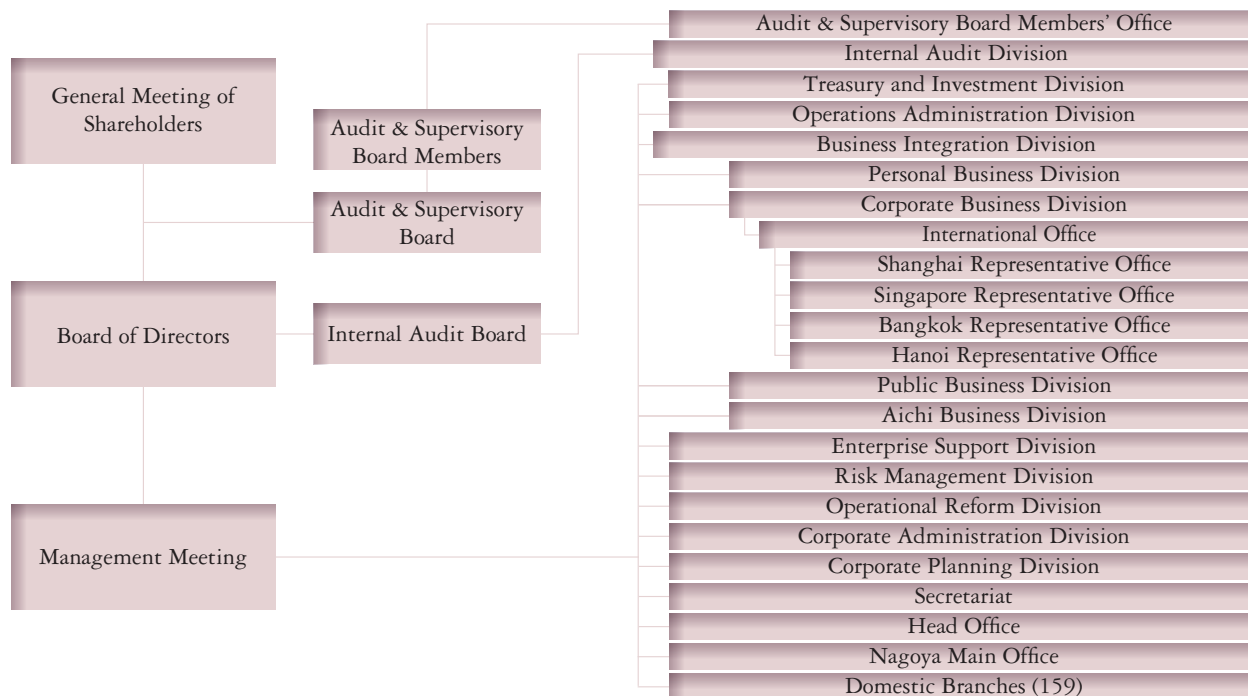 General Meeting of
Shareholders
Board of Directors
Management Meeting
Audit & Supervisory
Board Members
Audit & Supervisory
Board
Internal Audit Board
Audit & Supervisory Board Members’ Office
Internal Audit Division
Treasury and Investment Division
Operations Administration Division
Business Integration Division
Personal Business Division
Corporate Business Division
International Office
Shanghai Representative Office
Singapore Representative Office
Bangkok Representative Office
Hanoi Representative Office
Public Business Division
Aichi Business Division
Enterprise Support Division
Risk Management Division
Operational Reform Division
Corporate Administration Division
Corporate Planning Division
Secretariat
Head Office
Nagoya Main Office
Domestic Branches (159)